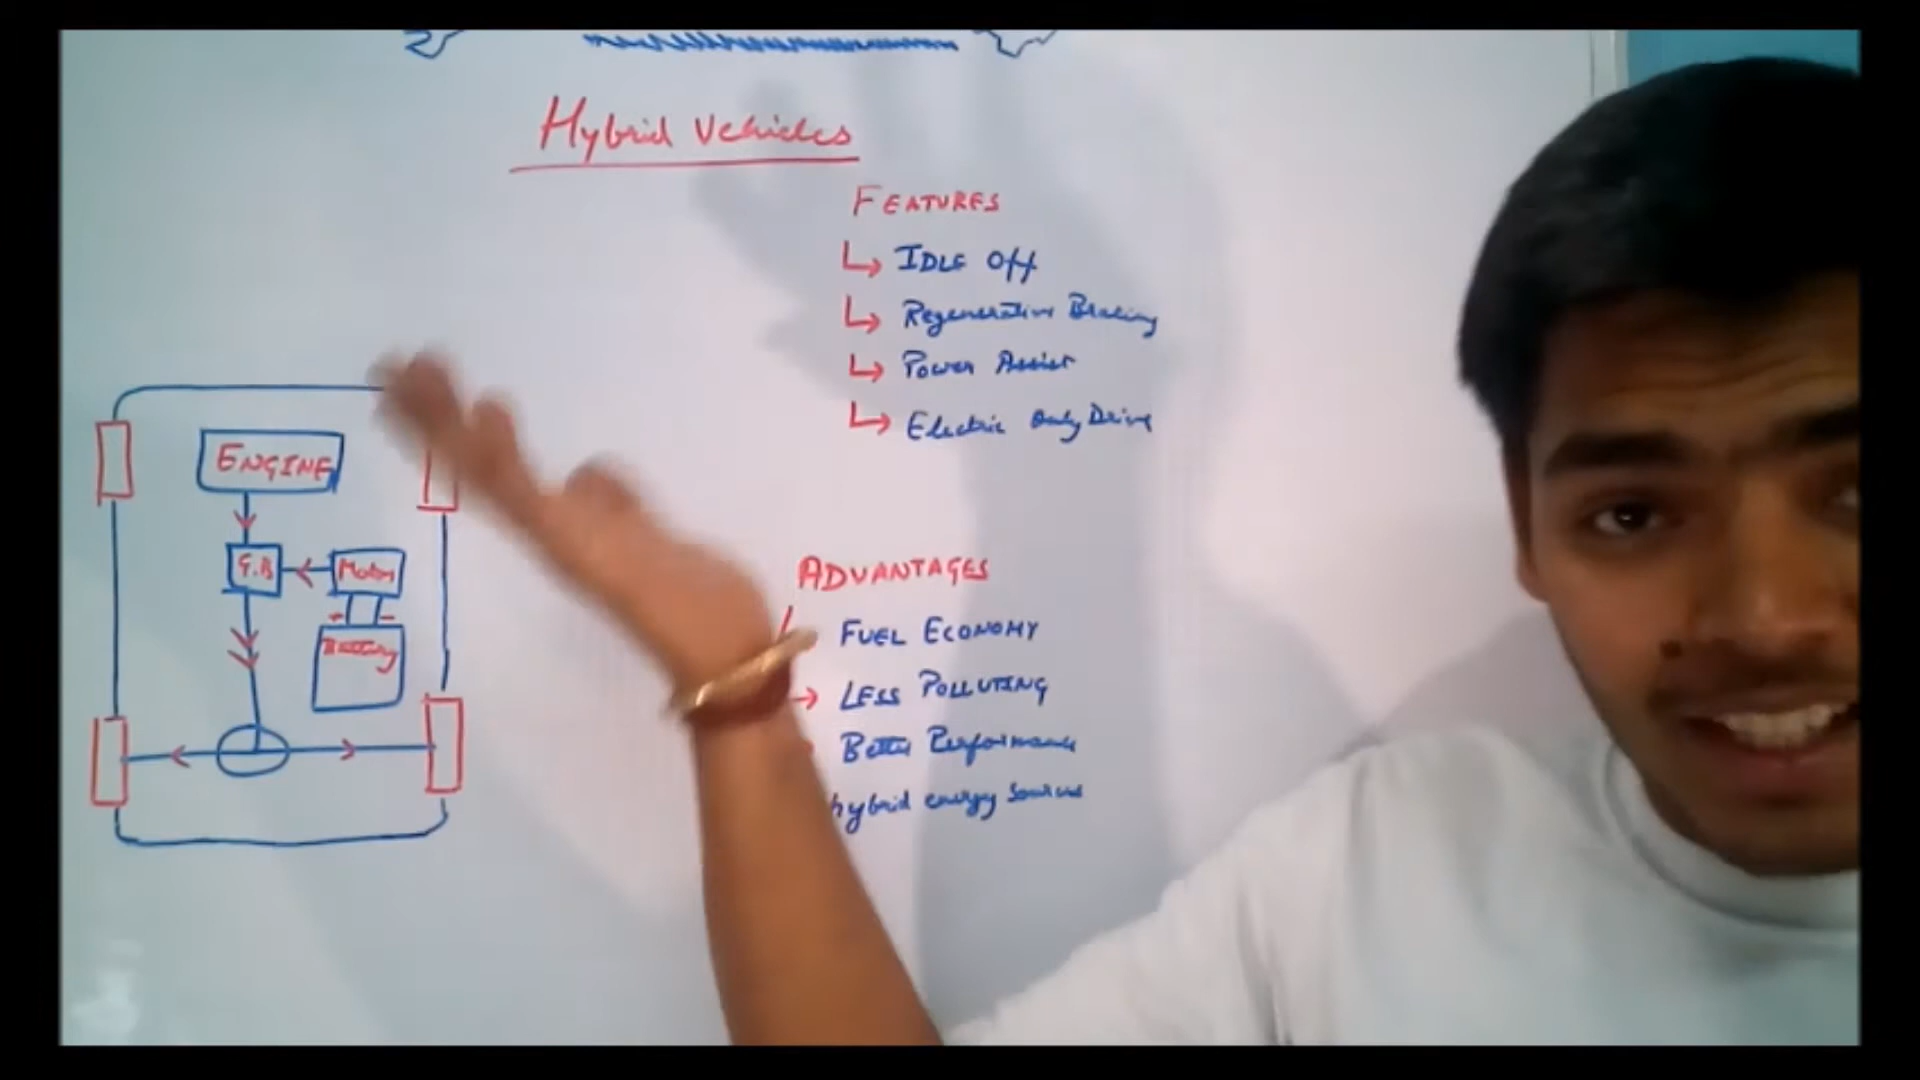 Hybrid Vehicles
FEATURES
IDLE Off
Regenerative Braking
Power Assist
Electric Only Drive
ENGINE
G.B
Motor
+ -
Battery
ADVANTAGES
FUEL ECONOMY
LESS POLLUTING
Better Performance
hybrid energy sources